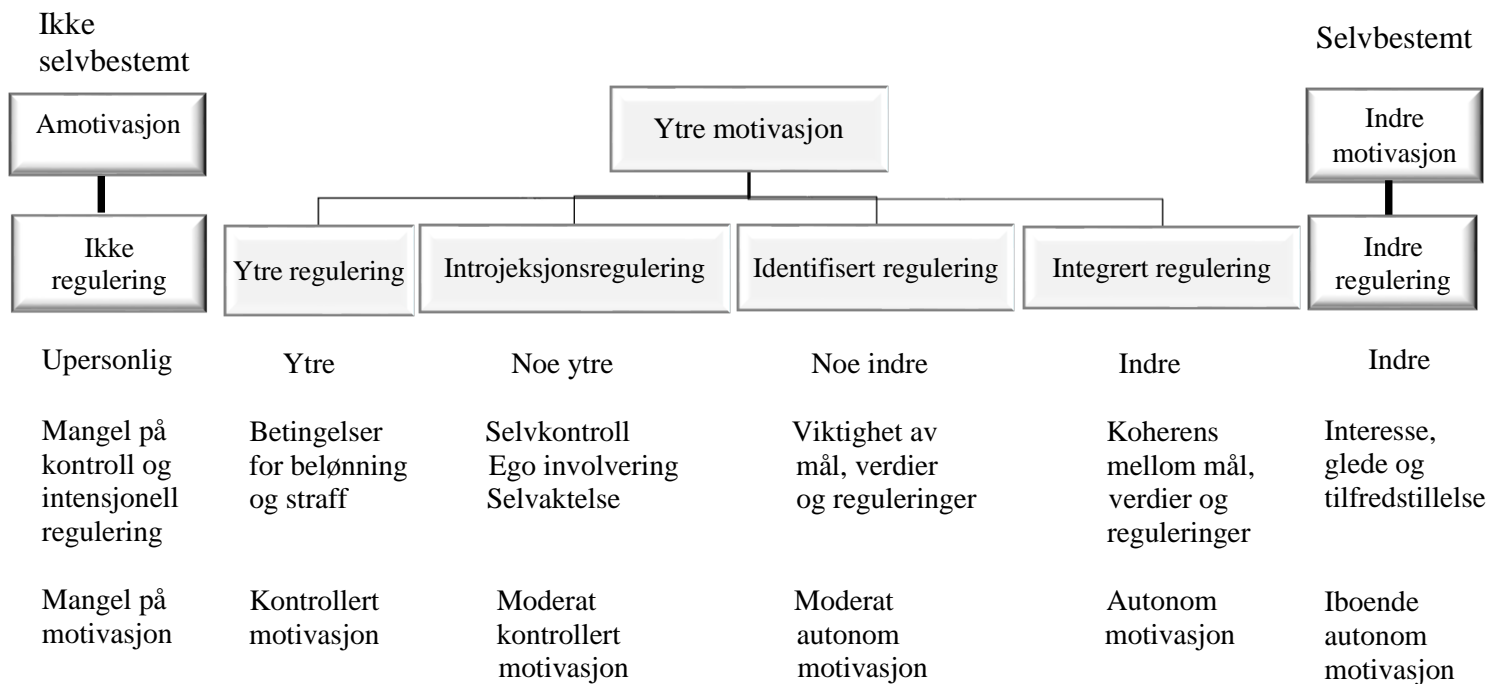 Ikke
selvbestemt
Selvbestemt
Amotivasjon
Ytre motivasjon
Indre
motivasjon
Ikke
regulering
Ytre regulering
Introjeksjonsregulering
Identifisert regulering
Integrert regulering
Indre
regulering
Upersonlig
Ytre
Noe ytre
Noe indre
Indre
Indre
Mangel på
kontroll og
intensjonell
regulering
Betingelser
for belønning
og straff
Selvkontroll
Ego involvering
Selvaktelse
Viktighet av
mål, verdier
og reguleringer
Koherens
mellom mål,
verdier og
reguleringer
Interesse,
glede og
tilfredstillelse
Mangel på
motivasjon
Kontrollert
motivasjon
Moderat
kontrollert
motivasjon
Moderat
autonom
motivasjon
Autonom
motivasjon
Iboende
autonom
motivasjon